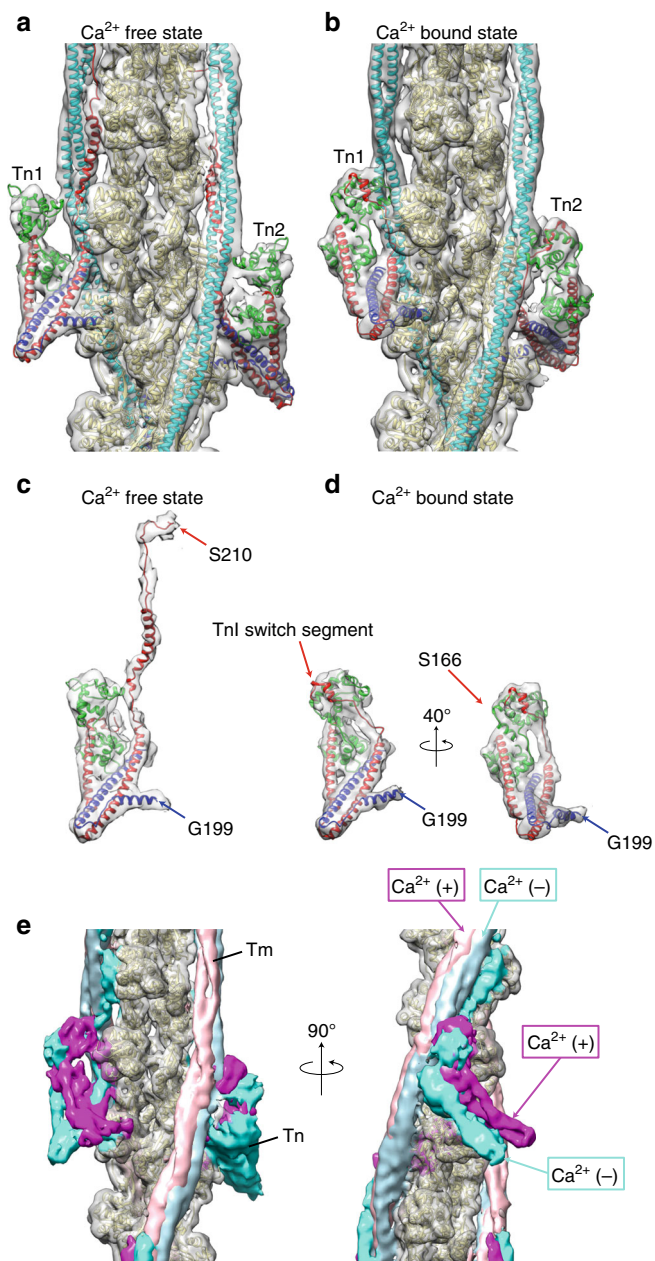 a
Ca²⁺ free state
Tn1
Tn2
b
Ca²⁺ bound state
Tn1
Tn2
c
Ca²⁺ free state
S210
G199
d
Ca²⁺ bound state
TnI switch segment
S166
40°
G199
G199
e
Ca²⁺ (+)
Ca²⁺ (–)
Tm
90°
Ca²⁺ (+)
Tn
Ca²⁺ (–)